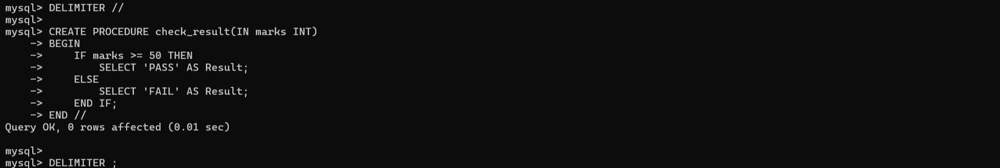 mysql> DELIMITER //
mysql>
mysql> CREATE PROCEDURE check_result(IN marks INT)
    -> BEGIN
    ->     IF marks >= 50 THEN
    ->         SELECT 'PASS' AS Result;
    ->     ELSE
    ->         SELECT 'FAIL' AS Result;
    ->     END IF;
    -> END //
Query OK, 0 rows affected (0.01 sec)

mysql>
mysql> DELIMITER ;